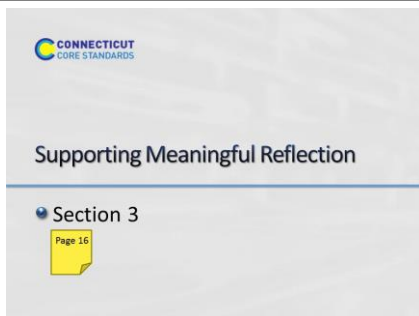 CONNECTICUT
CORE STANDARDS
Supporting Meaningful Reflection
Section 3
Page 16